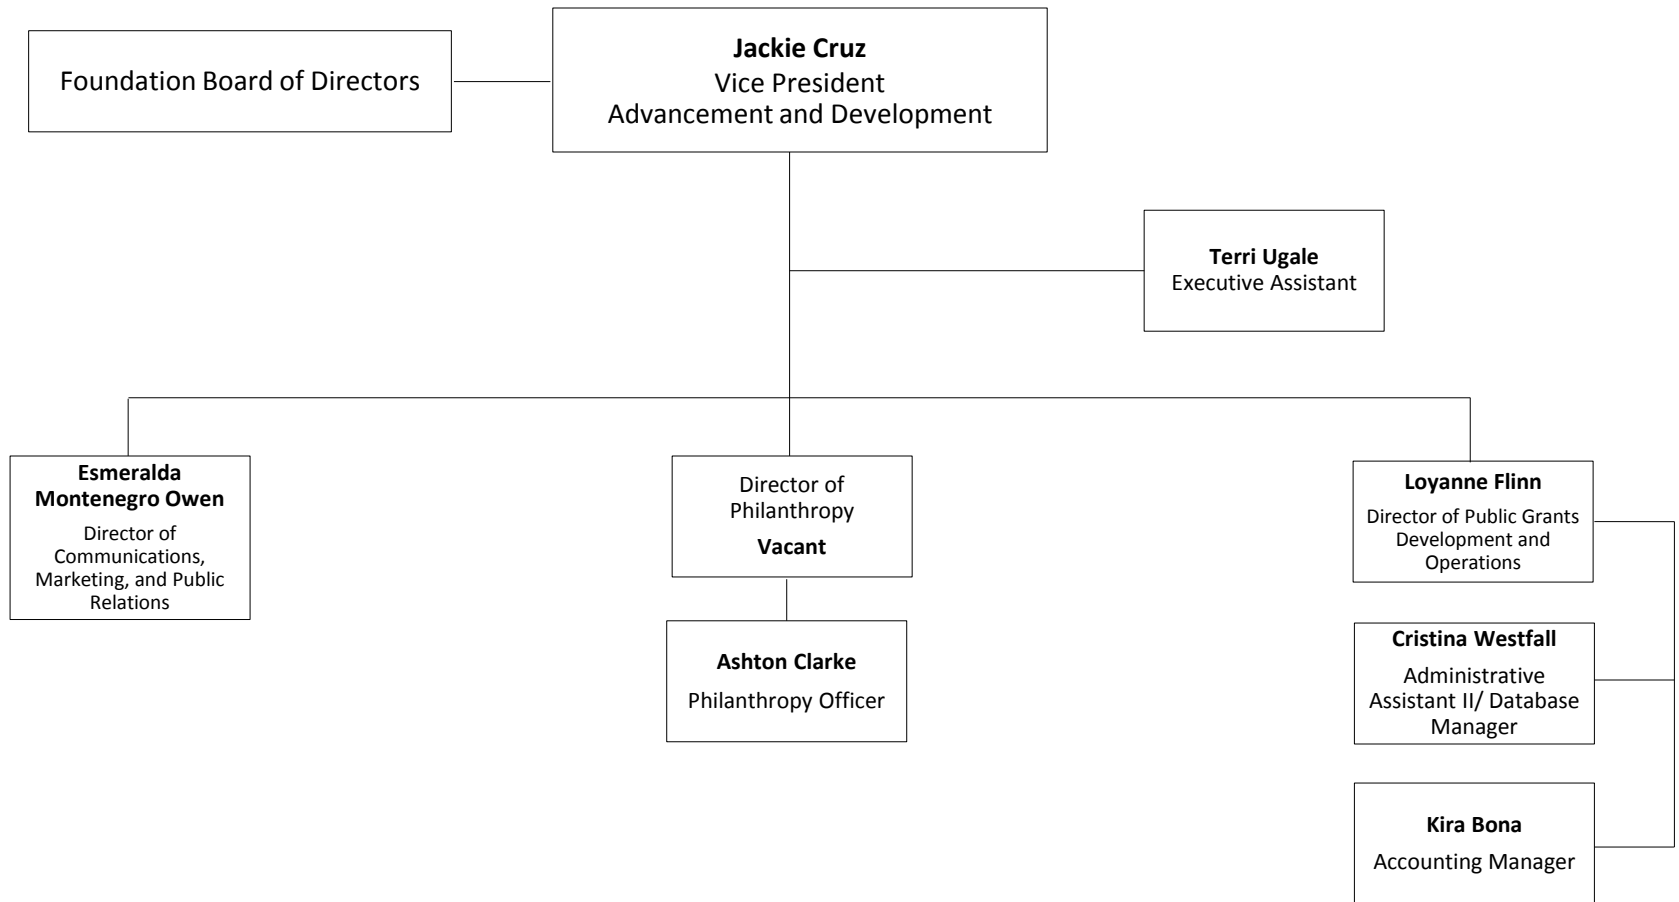 Foundation Board of Directors
Jackie Cruz
Vice President
Advancement and Development
Terri Ugale
Executive Assistant
Esmeralda
Montenegro Owen
Director of
Communications,
Marketing, and Public
Relations
Director of
Philanthropy
Vacant
Ashton Clarke
Philanthropy Officer
Loyanne Flinn
Director of Public Grants
Development and
Operations
Cristina Westfall
Administrative
Assistant II/ Database
Manager
Kira Bona
Accounting Manager